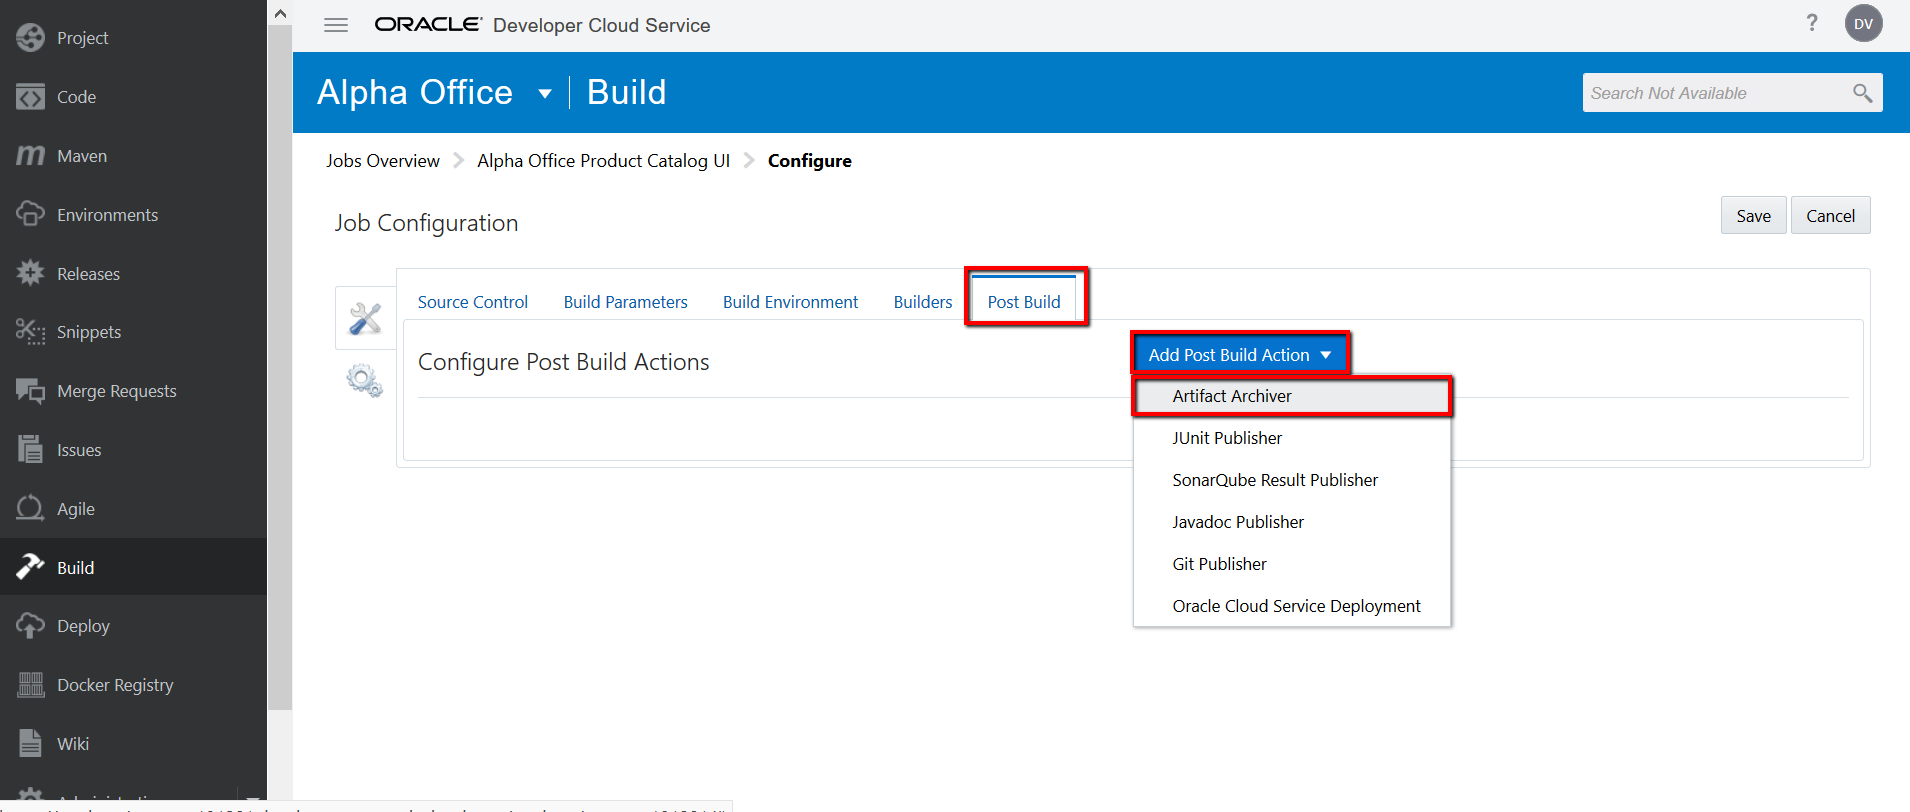 ORACLE Developer Cloud Service
?
DV
Project
Code
Maven
Environments
Releases
Snippets
Merge Requests
Issues
Agile
Build
Deploy
Docker Registry
Wiki
Alpha Office
Build
Search Not Available
Jobs Overview
Alpha Office Product Catalog UI
Configure
Job Configuration
Save
Cancel
Source Control
Build Parameters
Build Environment
Builders
Post Build
Configure Post Build Actions
Add Post Build Action
Artifact Archiver
JUnit Publisher
SonarQube Result Publisher
Javadoc Publisher
Git Publisher
Oracle Cloud Service Deployment